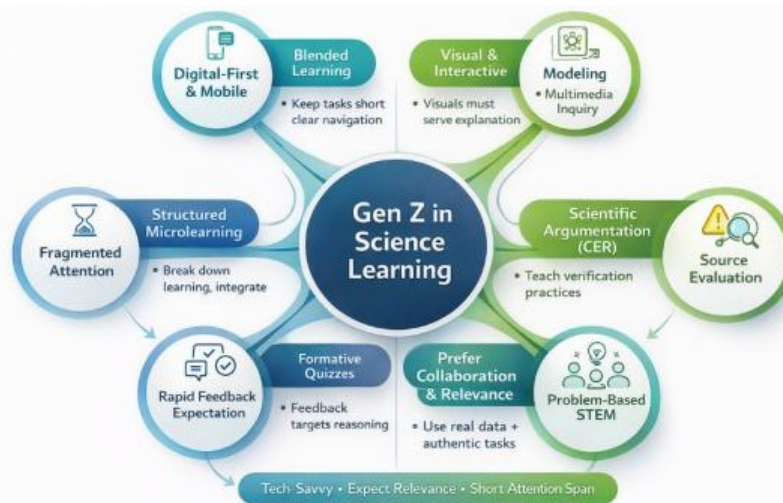 Digital-First
& Mobile
Blended
Learning
• Keep tasks short
clear navigation
Visual &
Interactive
• Visuals must
serve explanation
Modeling
• Multimedia
Inquiry
Gen Z in
Science
Learning
Fragmented
Attention
Structured
Microlearning
• Break down
learning, integrate
Scientific
Argumentation
(CER)
• Teach verification
practices
Source
Evaluation
Rapid Feedback
Expectation
Formative
Quizzes
• Feedback
targets reasoning
Prefer
Collaboration
& Relevance
• Use real data +
authentic tasks
Problem-Based
STEM
Tech-Savvy • Expect Relevance • Short Attention Span